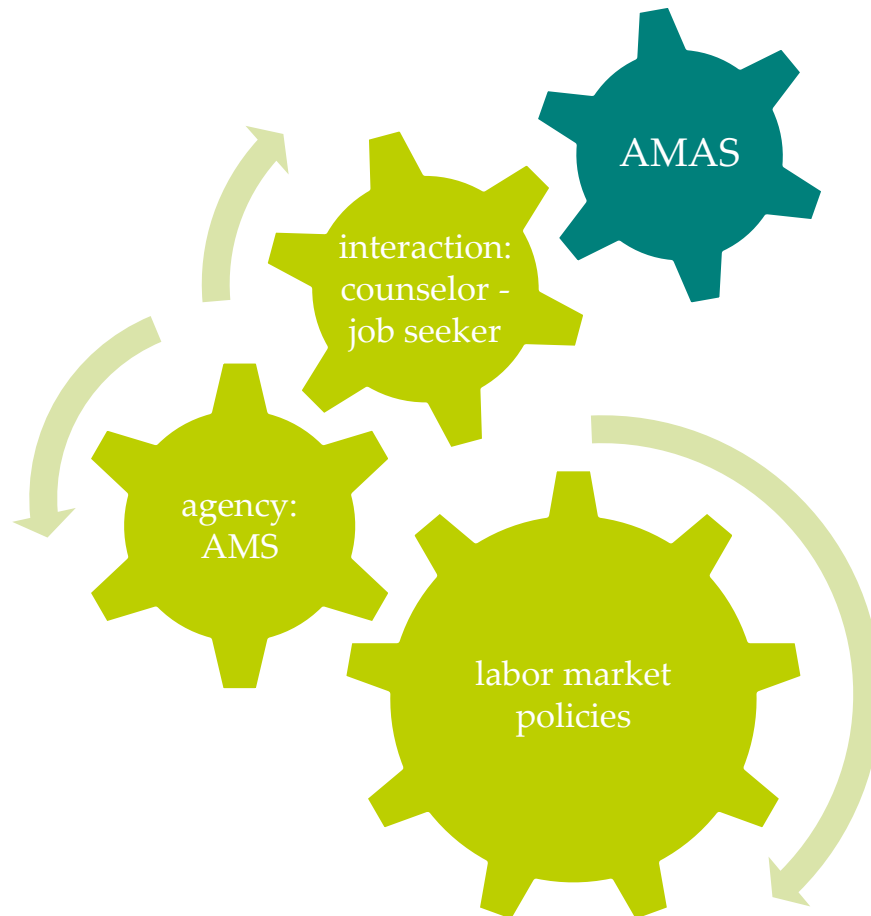 AMAS
interaction:
counselor -
job seeker
agency:
AMS
labor market
policies